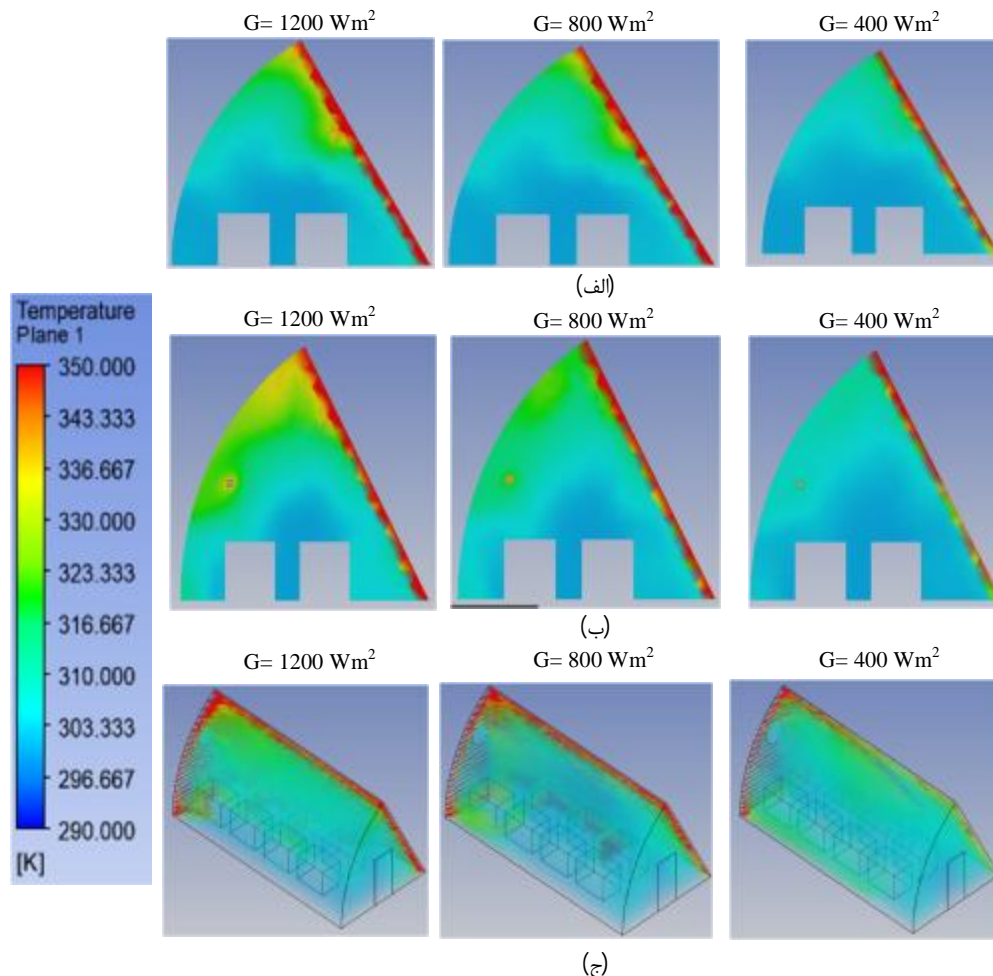 G= 1200 Wm²
G= 800 Wm²
G= 400 Wm²
(الف)
G= 1200 Wm²
G= 800 Wm²
G= 400 Wm²
Temperature
Plane 1
350.000
343.333
336.667
330.000
323.333
316.667
310.000
303.333
296.667
290.000
[K]
(ب)
G= 1200 Wm²
G= 800 Wm²
G= 400 Wm²
(ج)